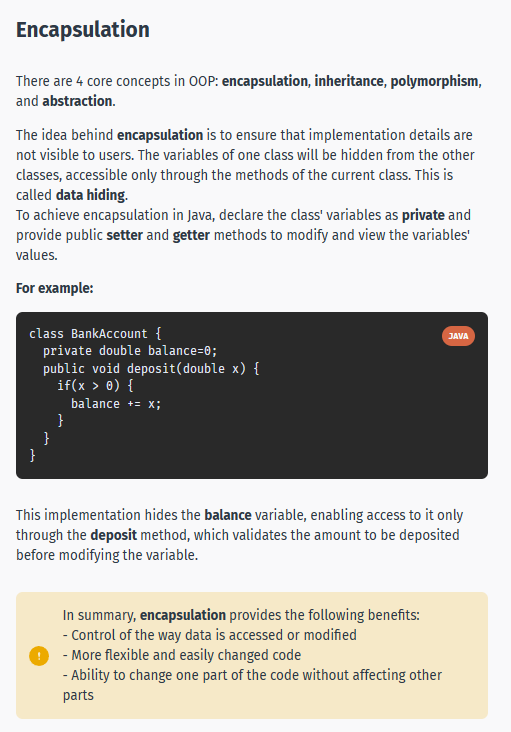 Encapsulation
There are 4 core concepts in OOP: encapsulation, inheritance, polymorphism,
and abstraction.
The idea behind encapsulation is to ensure that implementation details are
not visible to users. The variables of one class will be hidden from the other
classes, accessible only through the methods of the current class. This is
called data hiding.
To achieve encapsulation in Java, declare the class' variables as private and
provide public setter and getter methods to modify and view the variables'
values.
For example:
class BankAccount {
JAVA
  private double balance=0;
  public void deposit(double x) {
    if(x > 0) {
      balance += x;
    }
  }
}
This implementation hides the balance variable, enabling access to it only
through the deposit method, which validates the amount to be deposited
before modifying the variable.
In summary, encapsulation provides the following benefits:
- Control of the way data is accessed or modified
- More flexible and easily changed code
- Ability to change one part of the code without affecting other
parts